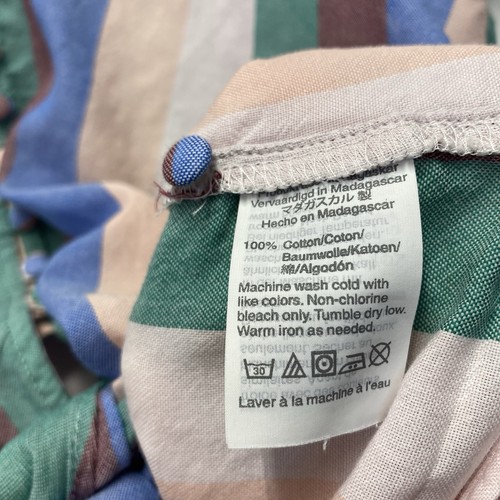 Vervaardigd in Madagascar
マダガスカル 製
Hecho en Madagascar
100% Cotton/Coton/
Baumwolle/Katoen/
綿/Algodón
Machine wash cold with
like colors. Non-chlorine
bleach only. Tumble dry low.
Warm iron as needed.
30
Laver à la machine à l'eau